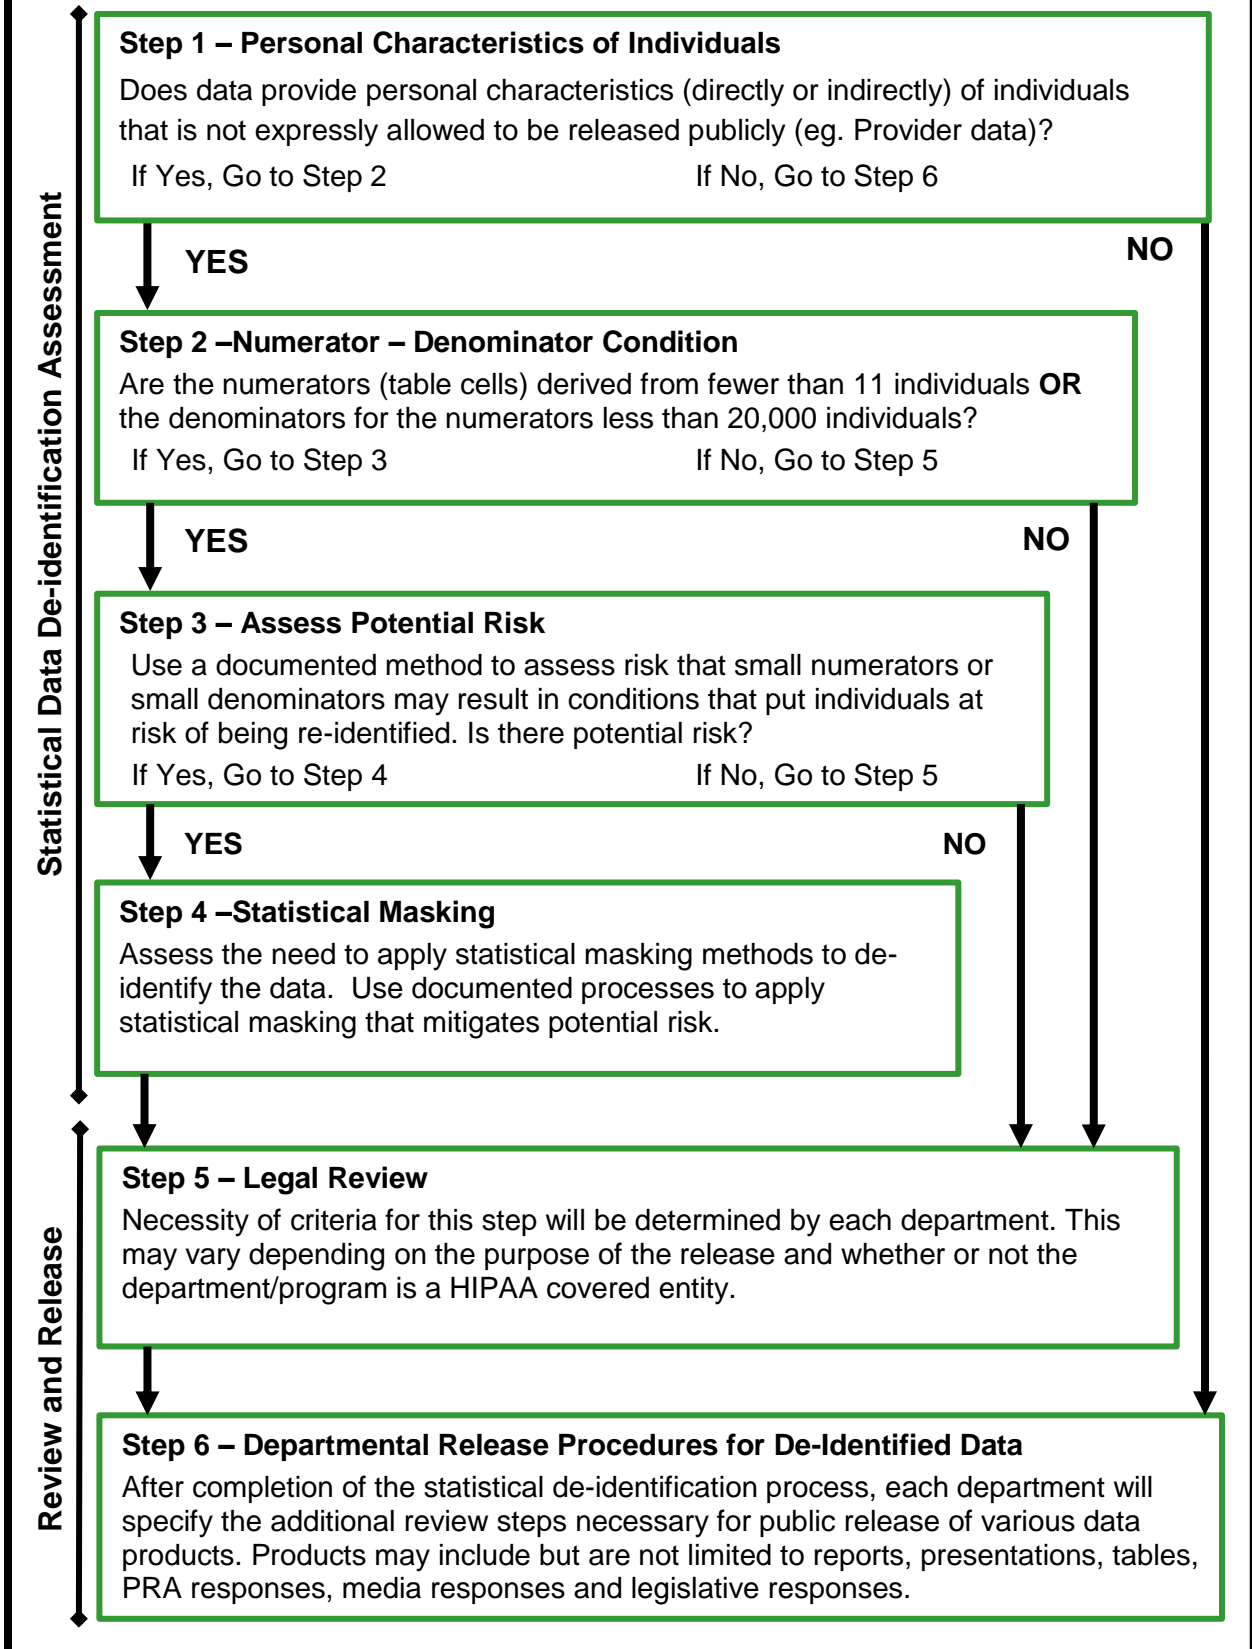 Statistical Data De-identification Assessment
Step 1 – Personal Characteristics of Individuals
Does data provide personal characteristics (directly or indirectly) of individuals
that is not expressly allowed to be released publicly (eg. Provider data)?
If Yes, Go to Step 2 If No, Go to Step 6
YES NO
Step 2 –Numerator – Denominator Condition
Are the numerators (table cells) derived from fewer than 11 individuals OR
the denominators for the numerators less than 20,000 individuals?
If Yes, Go to Step 3 If No, Go to Step 5
YES NO
Step 3 – Assess Potential Risk
Use a documented method to assess risk that small numerators or
small denominators may result in conditions that put individuals at
risk of being re-identified. Is there potential risk?
If Yes, Go to Step 4 If No, Go to Step 5
YES NO
Step 4 –Statistical Masking
Assess the need to apply statistical masking methods to de-
identify the data.  Use documented processes to apply
statistical masking that mitigates potential risk.
Review and Release
Step 5 – Legal Review
Necessity of criteria for this step will be determined by each department. This
may vary depending on the purpose of the release and whether or not the
department/program is a HIPAA covered entity.
Step 6 – Departmental Release Procedures for De-Identified Data
After completion of the statistical de-identification process, each department will
specify the additional review steps necessary for public release of various data
products. Products may include but are not limited to reports, presentations, tables,
PRA responses, media responses and legislative responses.